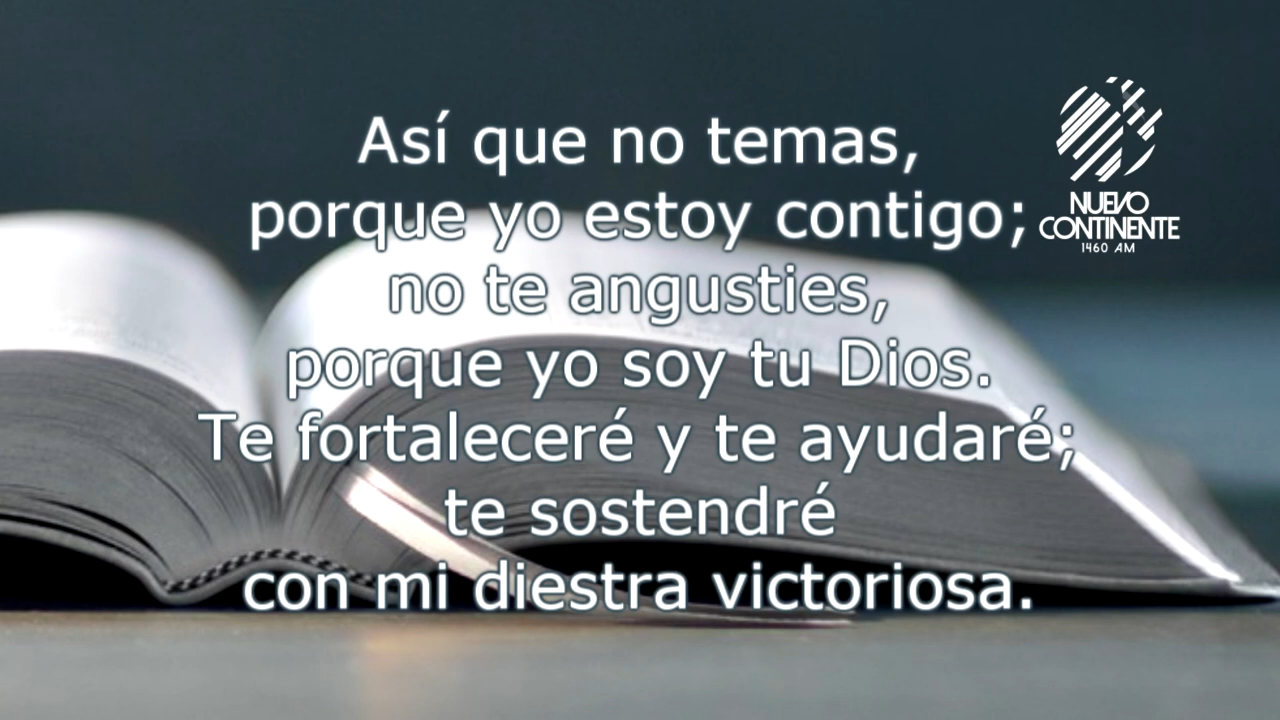 Así que no temas,
porque yo estoy contigo;
no te angusties,
porque yo soy tu Dios.
Te fortaleceré y te ayudaré;
te sostendré
con mi diestra victoriosa.
NUEVO
CONTINENTE
1460 AM